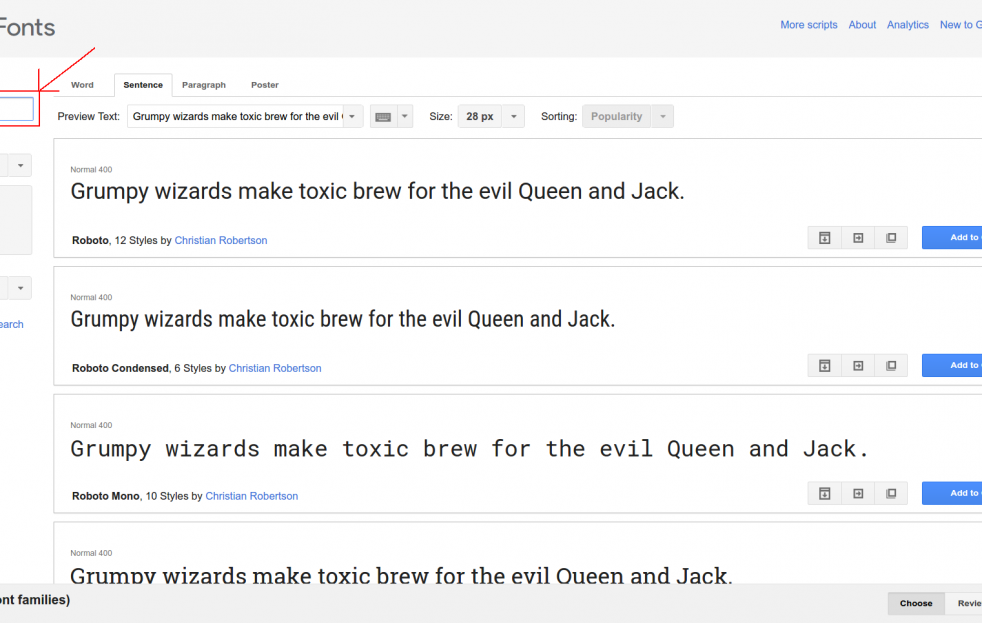 Fonts
More scripts About Analytics New to G
Word Sentence Paragraph Poster
Preview Text: Grumpy wizards make toxic brew for the evil Size: 28 px Sorting: Popularity
Normal 400
Grumpy wizards make toxic brew for the evil Queen and Jack.
Roboto, 12 Styles by Christian Robertson
Add to
Normal 400
Grumpy wizards make toxic brew for the evil Queen and Jack.
earch
Roboto Condensed, 6 Styles by Christian Robertson
Add to
Normal 400
Grumpy wizards make toxic brew for the evil Queen and Jack.
Roboto Mono, 10 Styles by Christian Robertson
Add to
Normal 400
Grumpy wizards make toxic brew for the evil Queen and Jack.
ont families)
Choose Revie